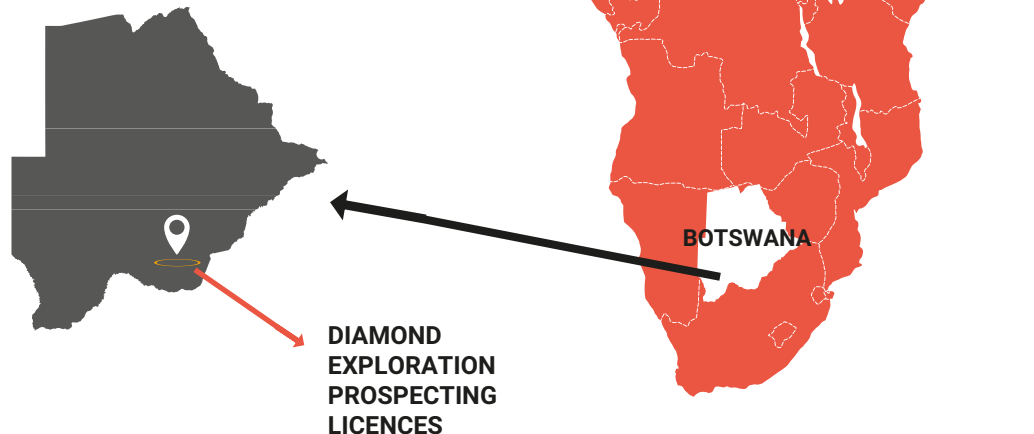 BOTSWANA
DIAMOND
EXPLORATION
PROSPECTING
LICENCES